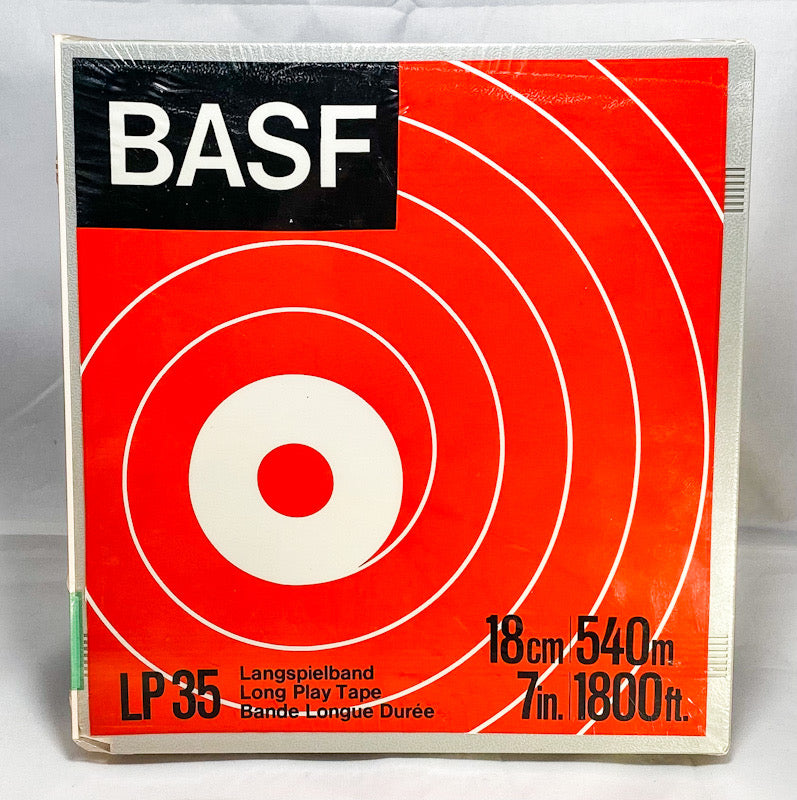 BASF
LP 35
Langspielband
Long Play Tape
Bande Longue Durée
18cm 540m
7in. 1800ft.